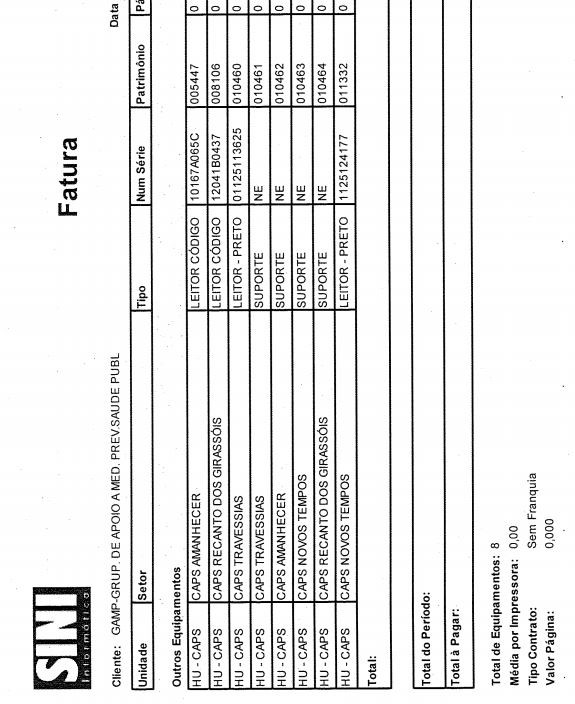 SINI
Informática
Fatura
Cliente: GAMP-GRUP. DE APOIO A MED. PREV.SAUDE PUBL Data
Unidade Setor Tipo Num Série Patrimônio Pá
Outros Equipamentos
HU - CAPS CAPS AMANHECER LEITOR CÓDIGO 10167A065C 005447 0
HU - CAPS CAPS RECANTO DOS GIRASSÓIS LEITOR CÓDIGO 12041B0437 008106 0
HU - CAPS CAPS TRAVESSIAS LEITOR - PRETO 01125113625 010460 0
HU - CAPS CAPS TRAVESSIAS SUPORTE NE 010461 0
HU - CAPS CAPS AMANHECER SUPORTE NE 010462 0
HU - CAPS CAPS NOVOS TEMPOS SUPORTE NE 010463 0
HU - CAPS CAPS RECANTO DOS GIRASSÓIS SUPORTE NE 010464 0
HU - CAPS CAPS NOVOS TEMPOS LEITOR - PRETO 1125124177 011332 0
Total:
Total do Período:
Total à Pagar:
Total de Equipamentos: 8
Média por Impressora: 0,00
Tipo Contrato: Sem Franquia
Valor Página: 0,000